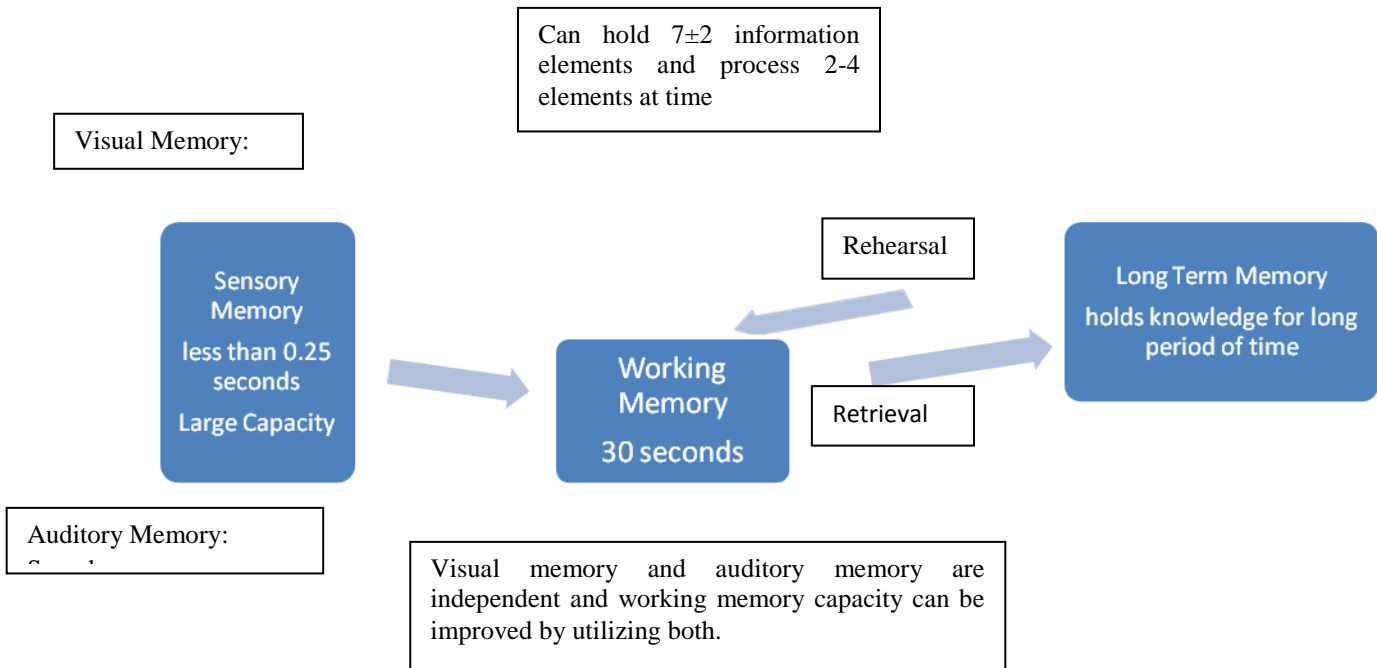 Can hold 7±2 information
elements and process 2-4
elements at time
Visual Memory:
Sensory
Memory
less than 0.25
seconds
Large Capacity
Working
Memory
30 seconds
Rehearsal
Retrieval
Long Term Memory
holds knowledge for long
period of time
Auditory Memory:
Visual memory and auditory memory are
independent and working memory capacity can be
improved by utilizing both.